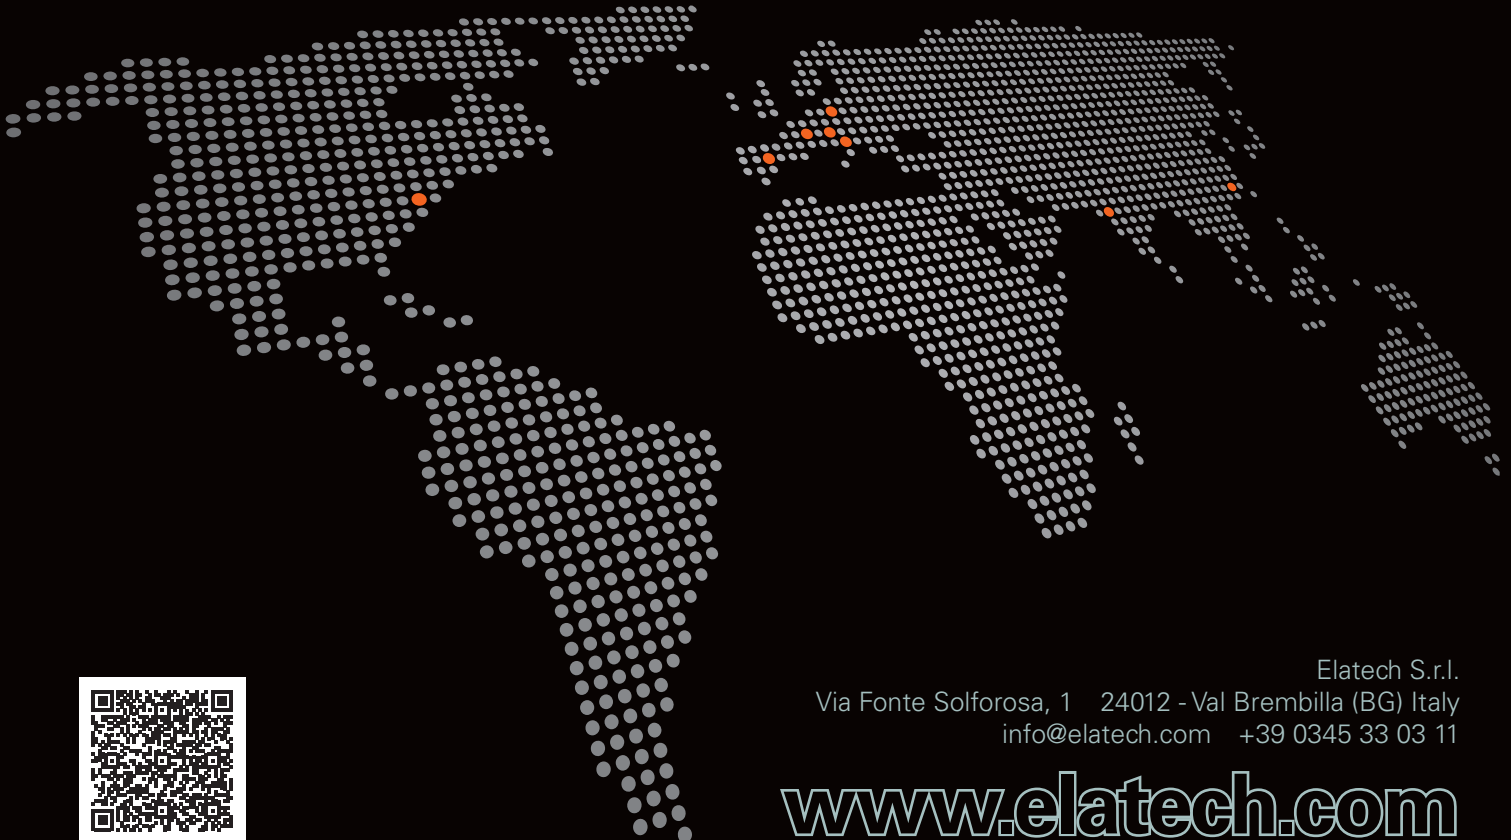 Elatech S.r.l.
Via Fonte Solforosa, 1 24012 - Val Brembilla (BG) Italy
info@elatech.com +39 0345 33 03 11
www.elatech.com